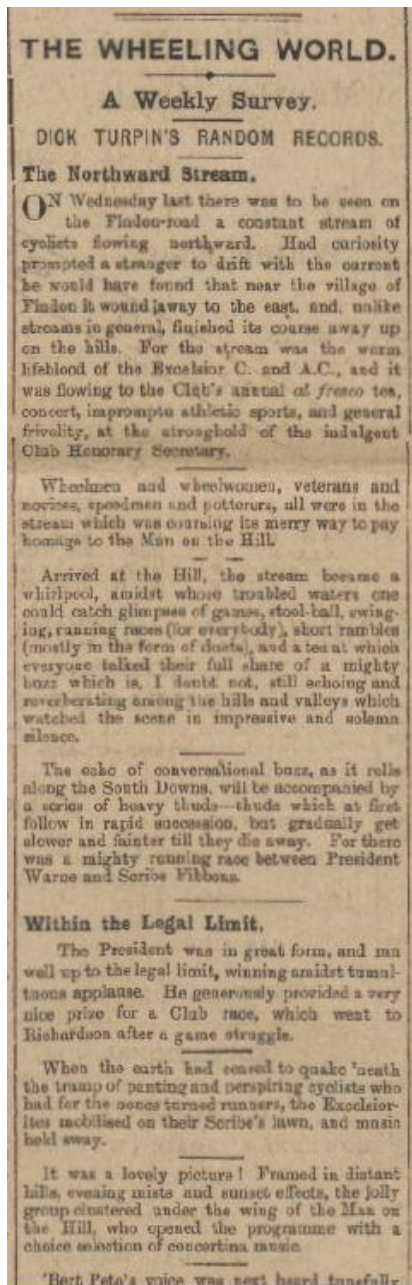 THE WHEELING WORLD.
A Weekly Survey.
DICK TURPIN'S RANDOM RECORDS.
The Northward Stream.
ON Wednesday last there was to be seen on
the Findon-road a constant stream of
cyclists flowing northward. Had curiosity
prompted a stranger to drift with the current
he would have found that near the village of
Findon it wound away to the east, and, unlike
streams in general, finished its course away up
on the hills. For the stream was the warm
lifeblood of the Excelsior C. and A.C., and it
was flowing to the Club's annual al fresco tea,
concert, impromptu athletic sports, and general
frivolity, at the stronghold of the indulgent
Club Honorary Secretary.
Wheelmen and wheelwomen, veterans and
novices, speedmen and potterers, all were in the
stream which was coursing its merry way to pay
homage to the Man on the Hill.
Arrived at the Hill, the stream became a
whirlpool, amidst whose troubled waters one
could catch glimpses of games, stool-ball, swing-
ing, running races (for everybody), short rambles
(mostly in the form of duets), and a tea at which
everyone talked their full share of a mighty
buzz which is, I doubt not, still echoing and
reverberating among the hills and valleys which
watched the scene in impressive and solemn
silence.
The echo of conversational buzz, as it rolls
along the South Downs, will be accompanied by
a series of heavy thuds—thuds which at first
follow in rapid succession, but gradually get
slower and fainter till they die away. For there
was a mighty running race between President
Warne and Scribe Fibbens.
Within the Legal Limit.
The President was in great form, and ran
well up to the legal limit, winning amidst tumul-
tuous applause. He generously provided a very
nice prize for a Club race, which went to
Richardson after a game struggle.
When the earth had ceased to quake 'neath
the tramp of panting and perspiring cyclists who
had for the nonce turned runners, the Excelsior-
ites mobilised on their Scribe's lawn, and music
held sway.
It was a lovely picture! Framed in distant
hills, evening mists and sunset effects, the jolly
group clustered under the wing of the Man on
the Hill, who opened the programme with a
choice selection of concertina music.
'Bert Pete's voice was next heard tunefully